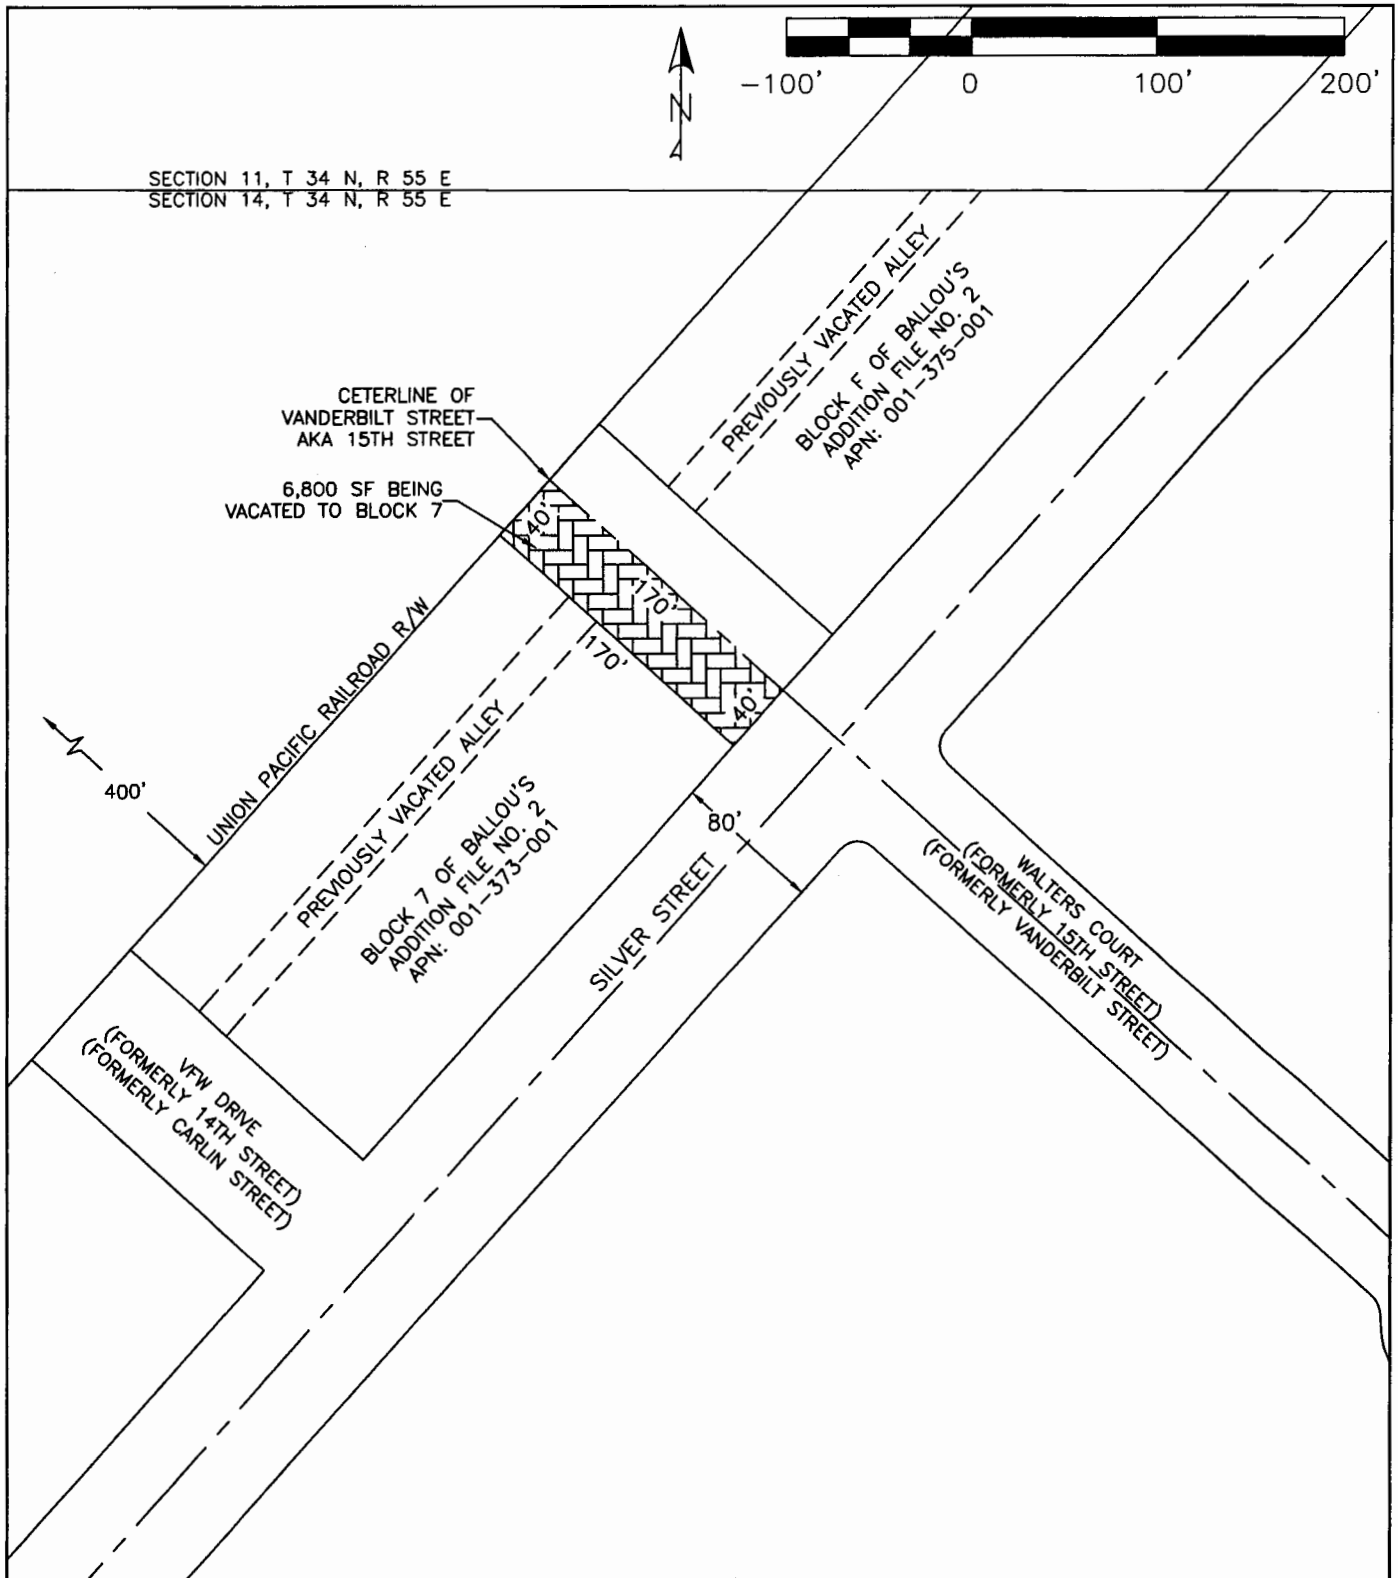 -100'
0
100'
200'
N
SECTION 11, T 34 N, R 55 E
SECTION 14, T 34 N, R 55 E
PREVIOUSLY VACATED ALLEY
BLOCK F OF BALLOU'S
ADDITION FILE NO. 2
APN: 001-375-001
CETERLINE OF
VANDERBILT STREET
AKA 15TH STREET
6,800 SF BEING
VACATED TO BLOCK 7
40'
170'
170'
40'
UNION PACIFIC RAILROAD R/W
400'
PREVIOUSLY VACATED ALLEY
BLOCK 7 OF BALLOU'S
ADDITION FILE NO. 2
APN: 001-373-001
80'
SILVER STREET
WALTERS COURT
(FORMERLY 15TH STREET)
(FORMERLY VANDERBILT STREET)
VFW DRIVE
(FORMERLY 14TH STREET)
(FORMERLY CARLIN STREET)